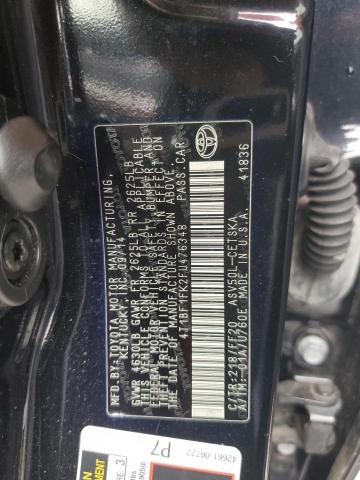 MFD.BY:TOYOTA MOTOR MANUFACTURING,
KENTUCKY, INC. 09/14
GVWR 4630LB GAWR FR 2625LB RR 2625LB
THIS VEHICLE CONFORMS TO ALL APPLICABLE
FEDERAL MOTOR VEHICLE SAFETY, BUMPER, AND
THEFT PREVENTION STANDARDS IN EFFECT ON
THE DATE OF MANUFACTURE SHOWN ABOVE.
4T1BF1FK2FU476348 PASS.CAR
C/TR:218/FF20 ASV50L-CETSKA
A/TM:-01A/U760E MADE IN U.S.A. 41836
42661-06722
P7